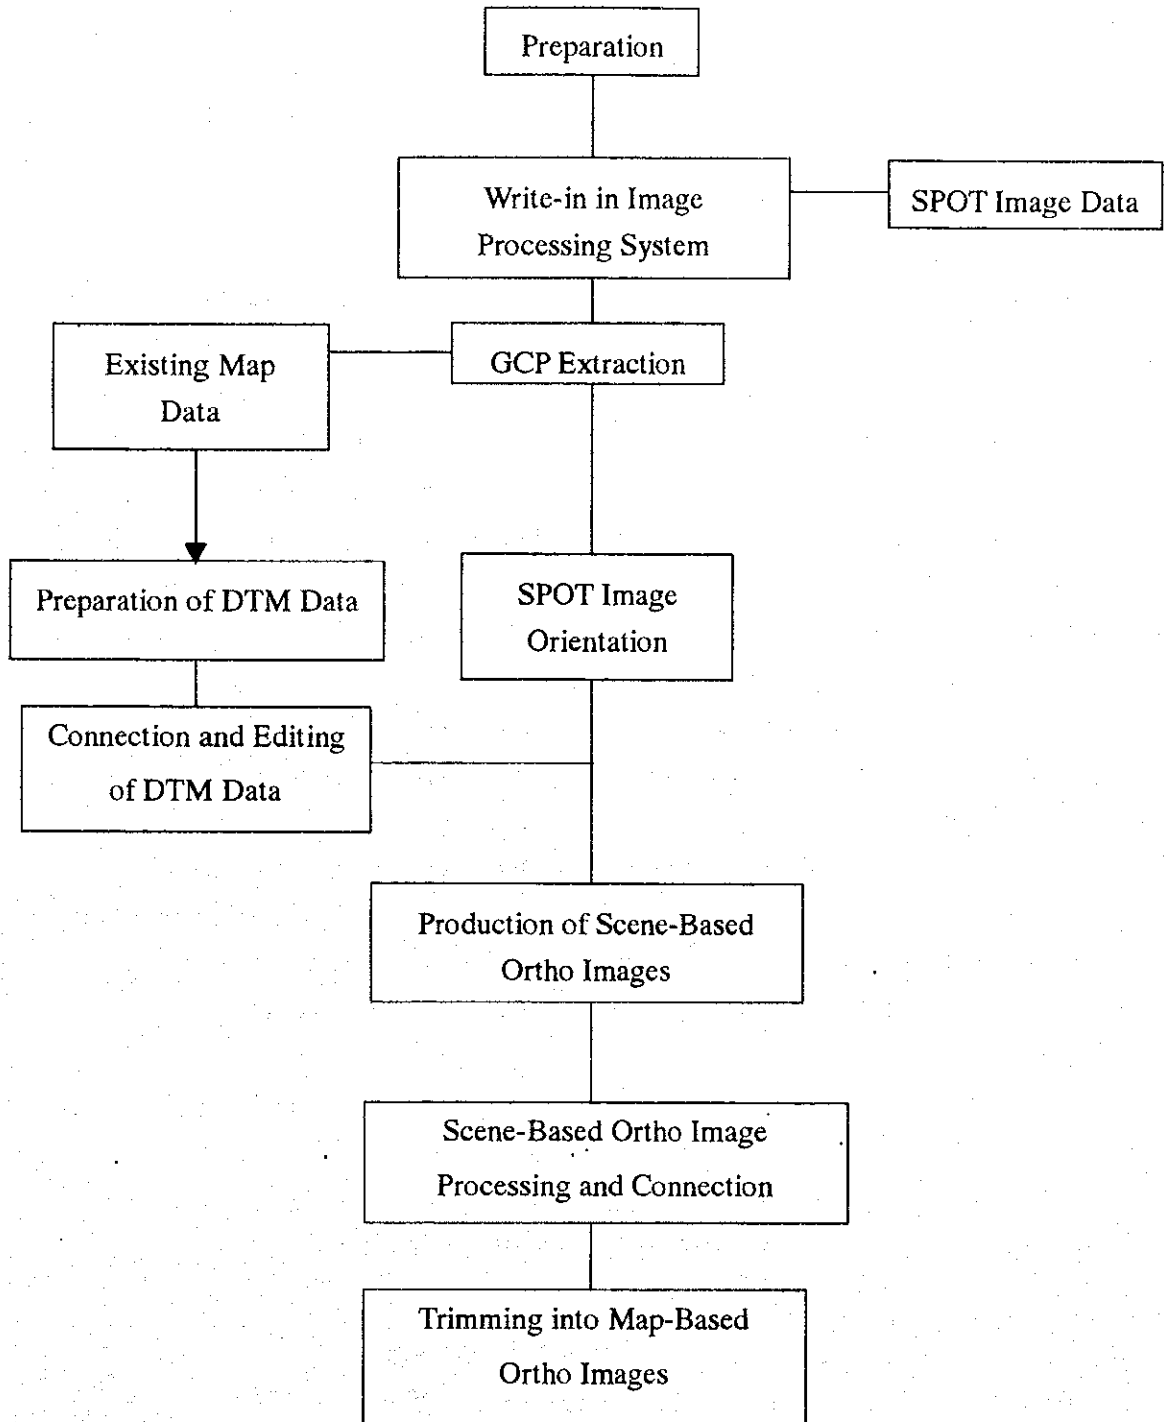 Preparation
Write-in in Image
Processing System
SPOT Image Data
GCP Extraction
Existing Map
Data
Preparation of DTM Data
SPOT Image
Orientation
Connection and Editing
of DTM Data
Production of Scene-Based
Ortho Images
Scene-Based Ortho Image
Processing and Connection
Trimming into Map-Based
Ortho Images